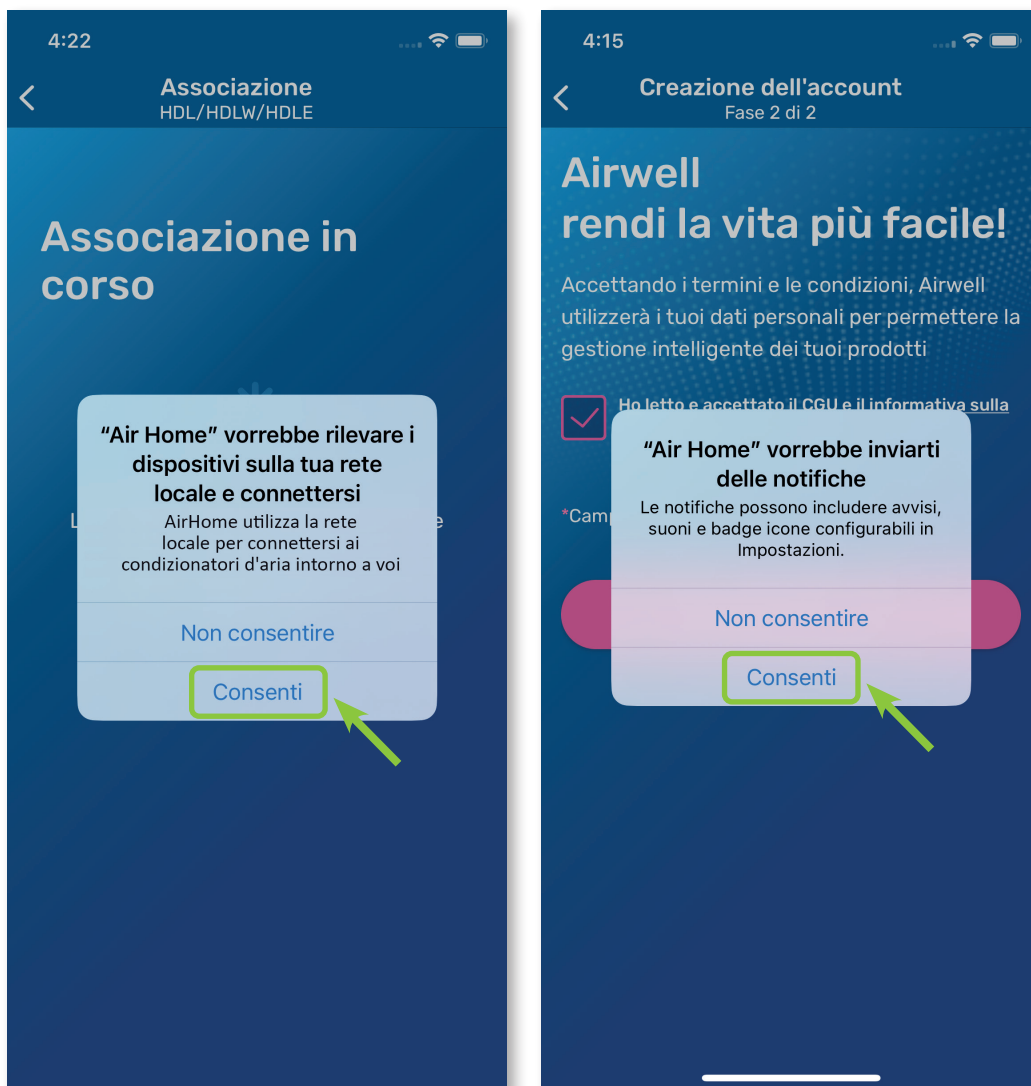 4:22
Associazione
HDL/HDLW/HDLE
Associazione in
corso
“Air Home” vorrebbe rilevare i
dispositivi sulla tua rete
locale e connettersi
AirHome utilizza la rete
locale per connettersi ai
condizionatori d'aria intorno a voi
Non consentire
Consenti
4:15
Creazione dell'account
Fase 2 di 2
Airwell
rendi la vita più facile!
Accettando i termini e le condizioni, Airwell
utilizzerà i tuoi dati personali per permettere la
gestione intelligente dei tuoi prodotti
Ho letto e accettato il CGU e il informativa sulla
*Camp
“Air Home” vorrebbe inviarti
delle notifiche
Le notifiche possono includere avvisi,
suoni e badge icone configurabili in
Impostazioni.
Non consentire
Consenti